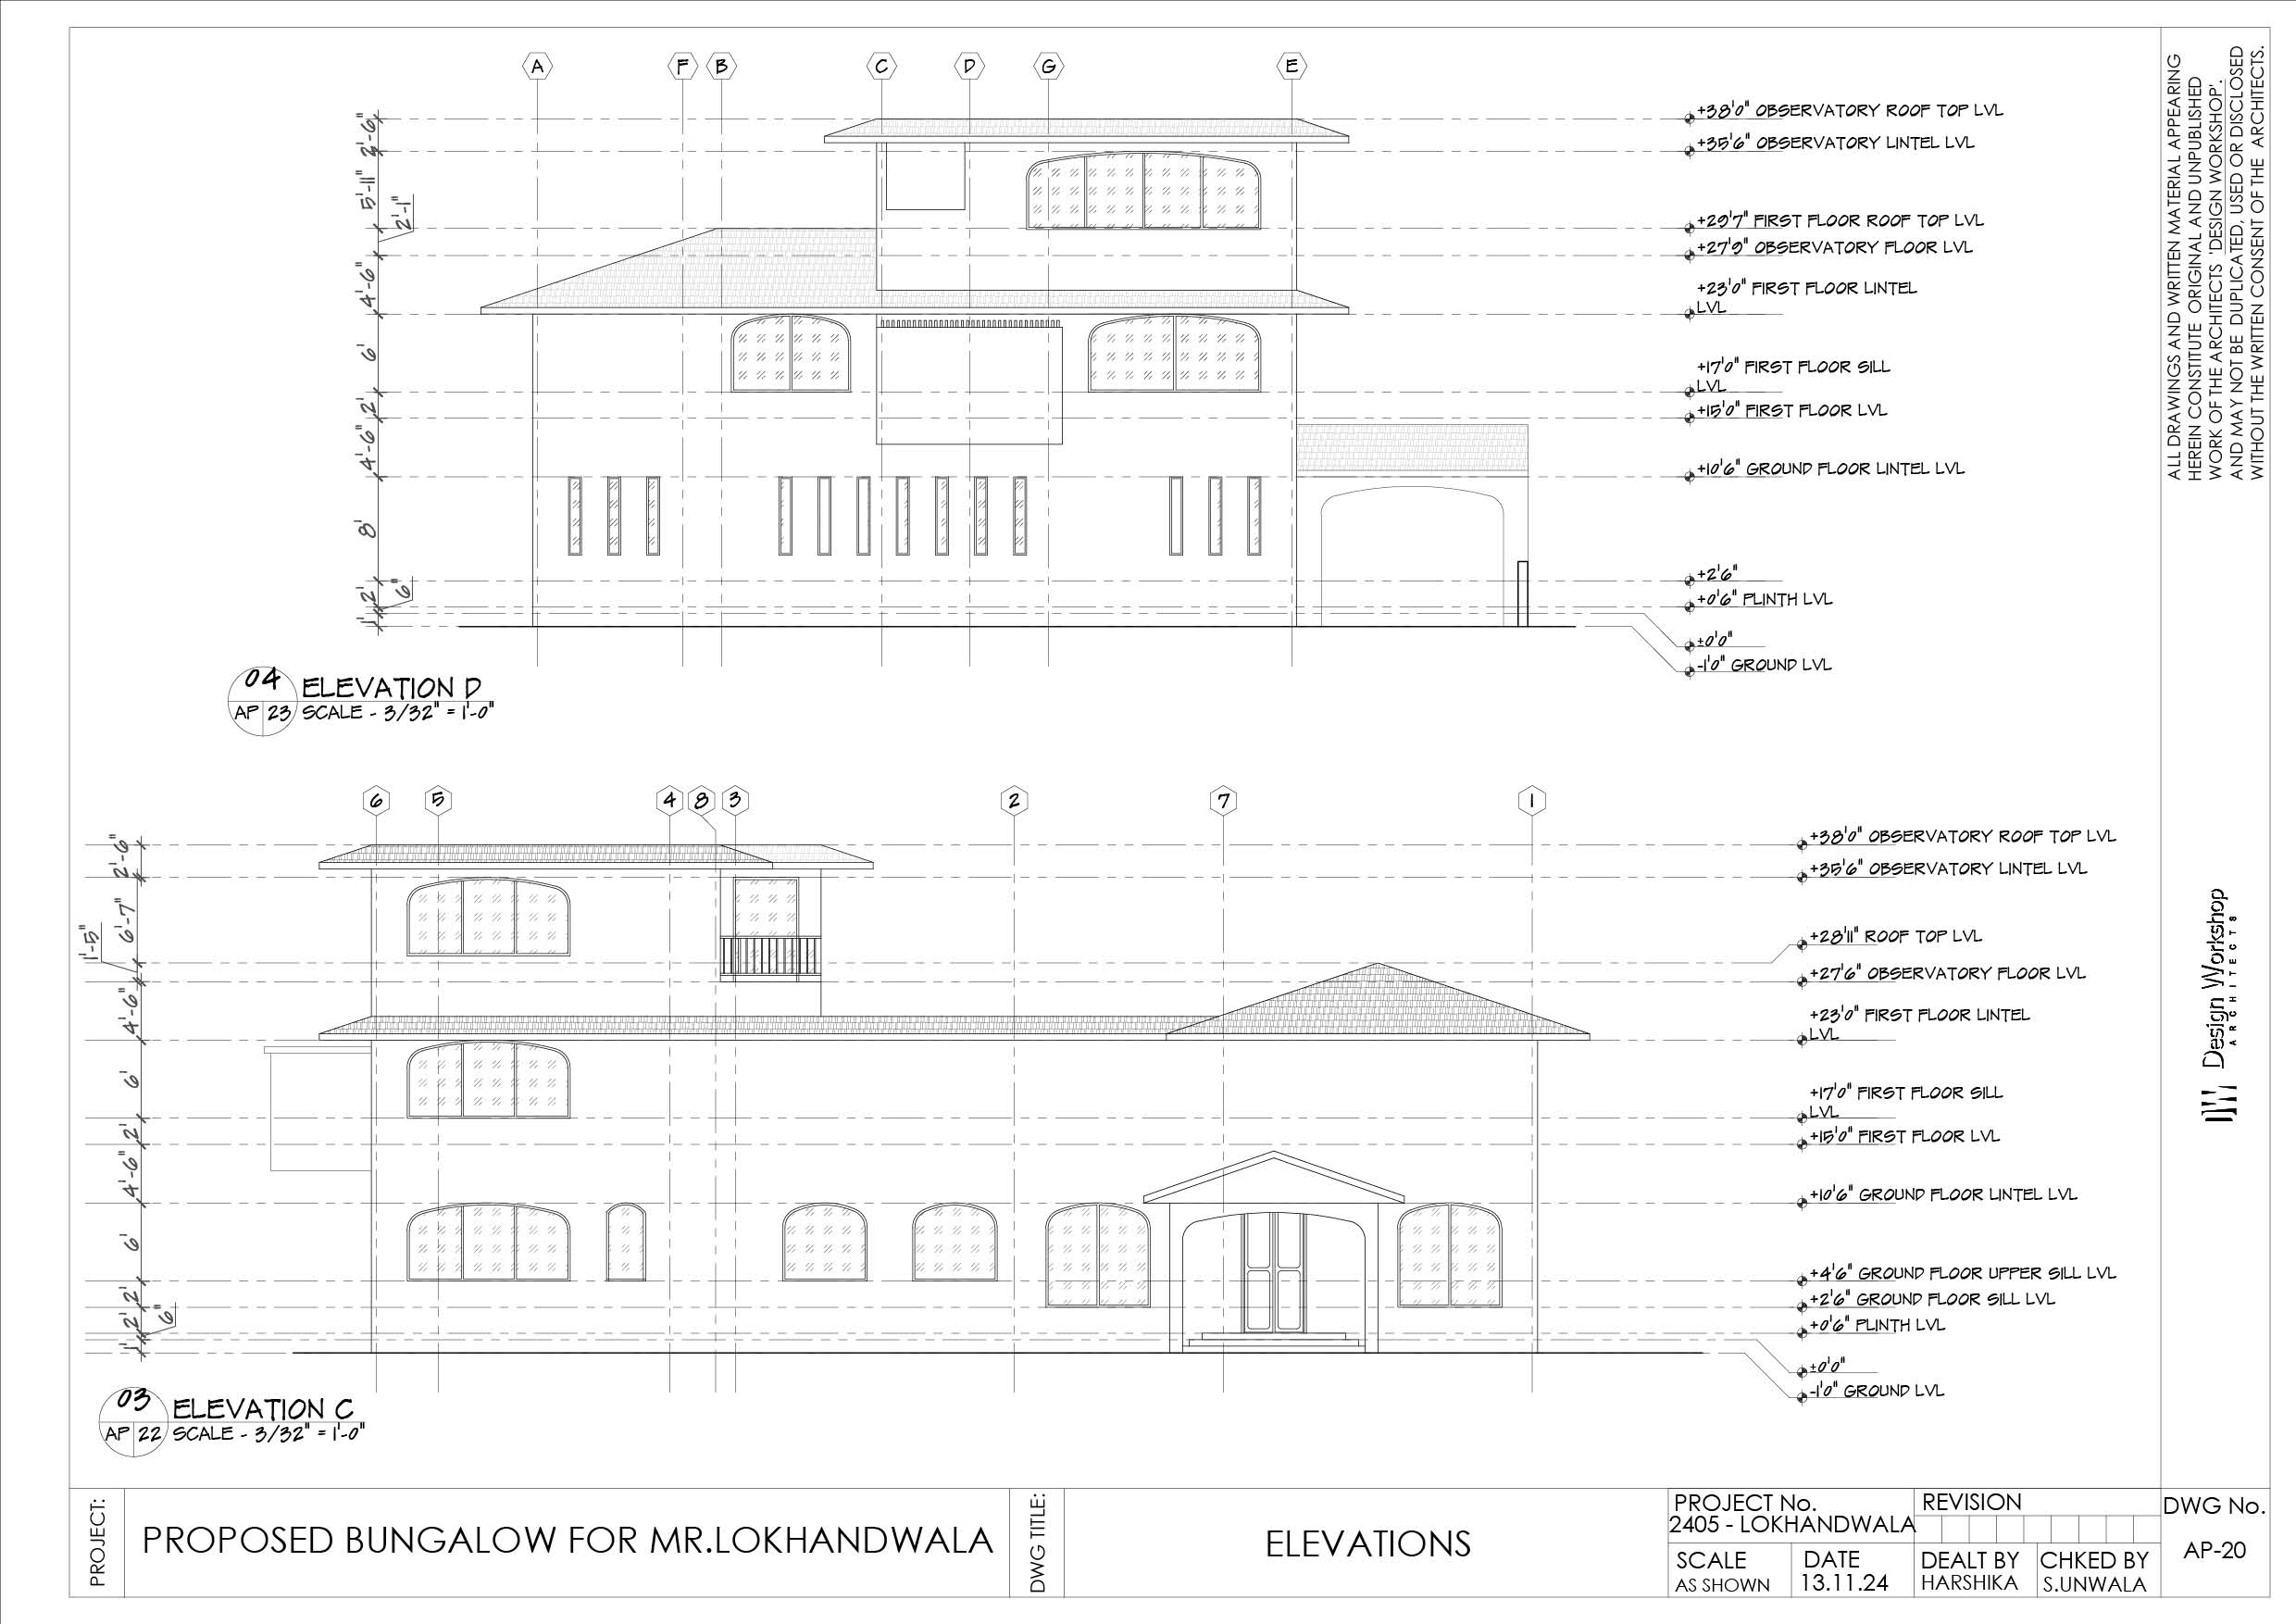 A F B C D G E
+38'0" OBSERVATORY ROOF TOP LVL
+35'6" OBSERVATORY LINTEL LVL
+29'7" FIRST FLOOR ROOF TOP LVL
+27'9" OBSERVATORY FLOOR LVL
+23'0" FIRST FLOOR LINTEL
LVL
+17'0" FIRST FLOOR SILL
LVL
+15'0" FIRST FLOOR LVL
+10'6" GROUND FLOOR LINTEL LVL
+2'6"
+0'6" PLINTH LVL
±0'0"
-1'0" GROUND LVL
2'-6"
5'-11"
2'-1"
4'-6"
6'
2'
4'-6"
8'
2'
6"
1'
04
AP 23
ELEVATION D
SCALE - 3/32" = 1'-0"
6 5 4 8 3 2 7 1
+38'0" OBSERVATORY ROOF TOP LVL
+35'6" OBSERVATORY LINTEL LVL
+28'11" ROOF TOP LVL
+27'6" OBSERVATORY FLOOR LVL
+23'0" FIRST FLOOR LINTEL
LVL
+17'0" FIRST FLOOR SILL
LVL
+15'0" FIRST FLOOR LVL
+10'6" GROUND FLOOR LINTEL LVL
+4'6" GROUND FLOOR UPPER SILL LVL
+2'6" GROUND FLOOR SILL LVL
+0'6" PLINTH LVL
±0'0"
-1'0" GROUND LVL
2'-6"
6'-7"
1'-5"
4'-6"
6'
2'
4'-6"
6'
2'
2'
6"
1'
03
AP 22
ELEVATION C
SCALE - 3/32" = 1'-0"
ALL DRAWINGS AND WRITTEN MATERIAL APPEARING
HEREIN CONSTITUTE ORIGINAL AND UNPUBLISHED
WORK OF THE ARCHITECTS 'DESIGN WORKSHOP'.
AND MAY NOT BE DUPLICATED, USED OR DISCLOSED
WITHOUT THE WRITTEN CONSENT OF THE ARCHITECTS.
Design Workshop
ARCHITECTS
PROJECT:
PROPOSED BUNGALOW FOR MR.LOKHANDWALA
DWG TITLE:
ELEVATIONS
PROJECT No.
2405 - LOKHANDWALA
REVISION
SCALE
AS SHOWN
DATE
13.11.24
DEALT BY
HARSHIKA
CHKED BY
S.UNWALA
DWG No.
AP-20